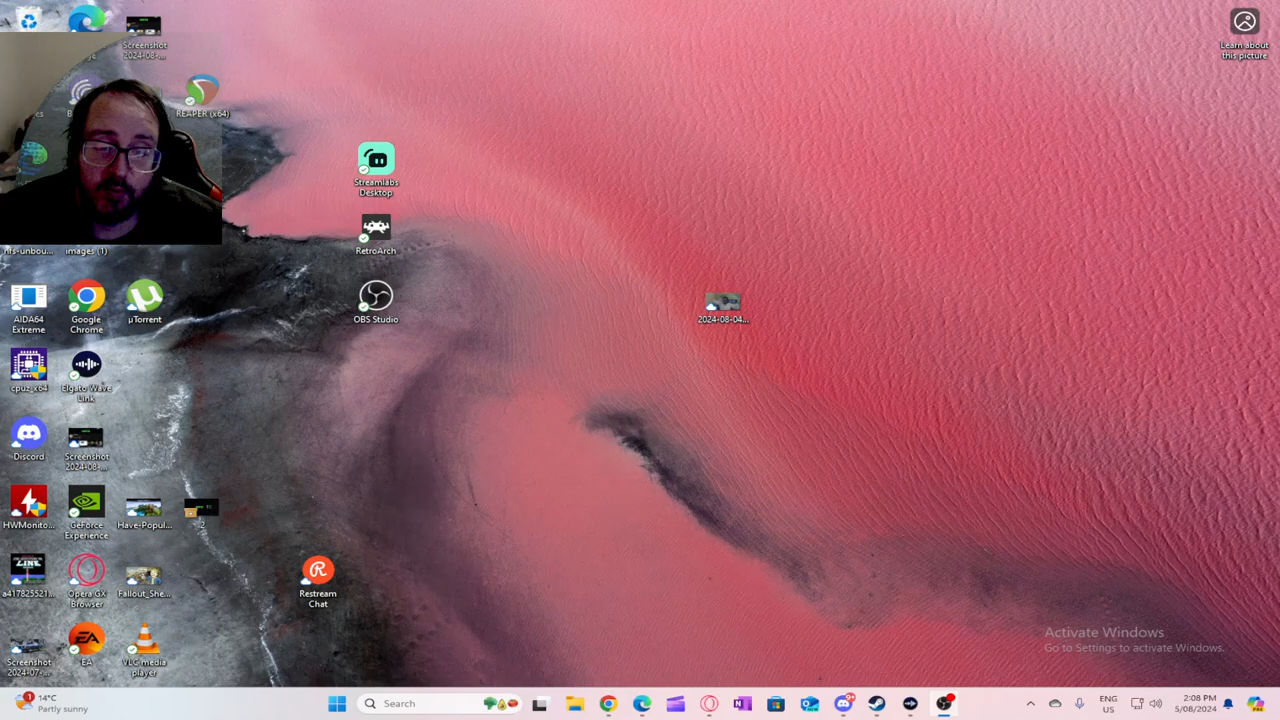 Screenshot
2024-08-...
Learn about
this picture
REAPER (x64)
Streamlabs
Desktop
RetroArch
images (1)
OBS Studio
2024-08-04...
AIDA64
Extreme
Google
Chrome
µTorrent
cpuz_x64
Elgato Wave
Link
Discord
Screenshot
2024-08-...
HWMonito...
GeForce
Experience
Have-Popul...
2
a417825521...
Opera GX
Browser
Fallout_She...
Restream
Chat
Screenshot
2024-07-...
EA
VLC media
player
Activate Windows
Go to Settings to activate Windows.
1
14°C
Partly sunny
Search
ENG
US
2:08 PM
5/08/2024